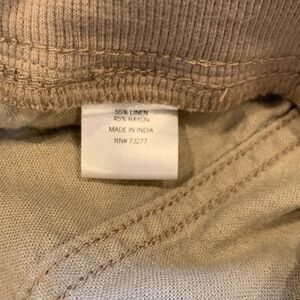 55% LINEN
45% RAYON
MADE IN INDIA
RN# 73277